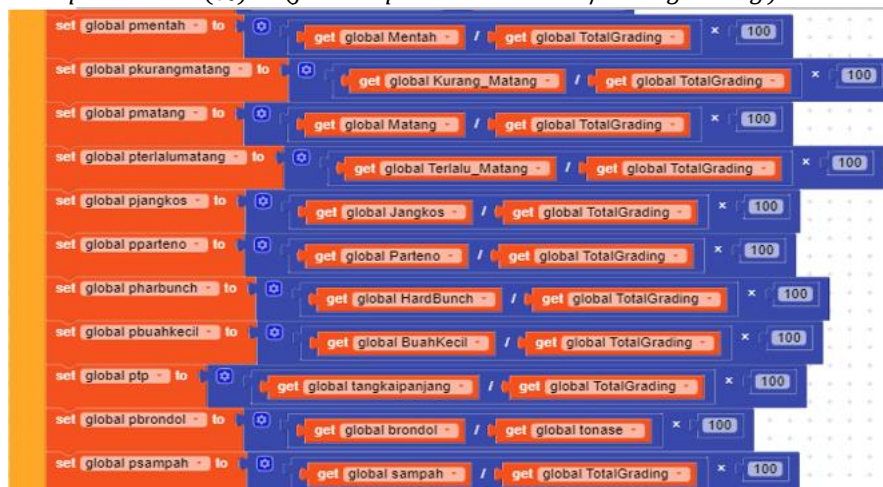 set global pmentah to get global Mentah / get global TotalGrading × 100
set global pkurangmatang to get global Kurang_Matang / get global TotalGrading × 100
set global pmatang to get global Matang / get global TotalGrading × 100
set global pterlalumatang to get global Terlalu_Matang / get global TotalGrading × 100
set global pjangkos to get global Jangkos / get global TotalGrading × 100
set global pparteno to get global Parteno / get global TotalGrading × 100
set global pharbunch to get global HardBunch / get global TotalGrading × 100
set global pbuahkecil to get global BuahKecil / get global TotalGrading × 100
set global ptp to get global tangkaipanjang / get global TotalGrading × 100
set global pbrondol to get global brondol / get global tonase × 100
set global psampah to get global sampah / get global TotalGrading × 100